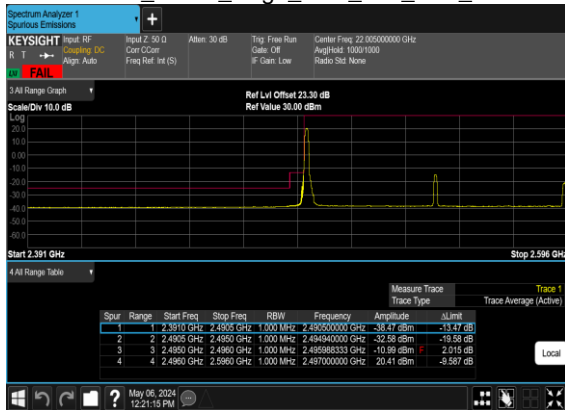 Spectrum Analyzer 1
Spurious Emissions
KEYSIGHT
R T
LXI
FAIL
Input: RF
Coupling: DC
Align: Auto
Input Z: 50 Ω
Corr CCorr
Freq Ref: Int (S)
Atten: 30 dB
Trig: Free Run
Gate: Off
IF Gain: Low
Center Freq: 22.005000000 GHz
Avg|Hold: 1000/1000
Radio Std: None
3 All Range Graph
Scale/Div 10.0 dB
Ref Lvl Offset 23.30 dB
Ref Value 30.00 dBm
Log
20.0
10.0
0.00
-10.0
-20.0
-30.0
-40.0
-50.0
-60.0
Start 2.391 GHz
Stop 2.596 GHz
4 All Range Table
Measure Trace Trace 1
Trace Type Trace Average (Active)
Spur Range Start Freq Stop Freq RBW Frequency Amplitude ΔLimit
1 1 2.3910 GHz 2.4905 GHz 1.000 MHz 2.490500000 GHz -38.47 dBm -13.47 dB
2 2 2.4905 GHz 2.4950 GHz 1.000 MHz 2.494940000 GHz -32.58 dBm -19.58 dB
3 3 2.4950 GHz 2.4960 GHz 1.000 MHz 2.495988333 GHz -10.99 dBm F 2.015 dB
4 4 2.4960 GHz 2.5960 GHz 1.000 MHz 2.497000000 GHz 20.41 dBm -9.587 dB
Local
May 06, 2024
12:21:15 PM